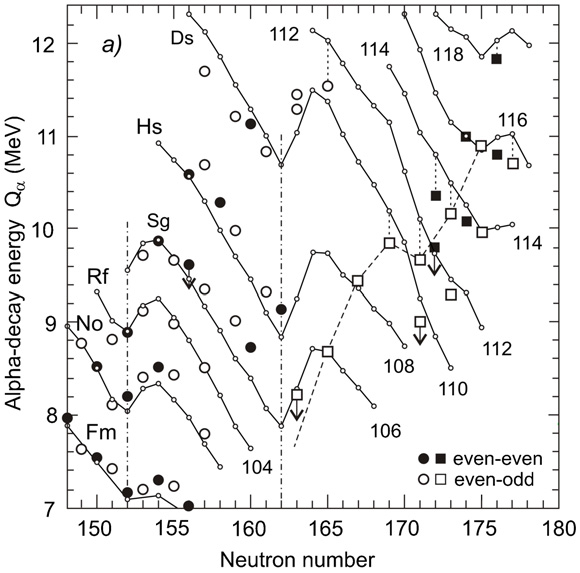 a)
Ds
112
114
118
116
Hs
Sg
Rf
No
Fm
114
112
110
108
106
104
even-even
even-odd
12
11
10
9
8
7
Alpha-decay energy Qα (MeV)
150 155 160 165 170 175 180
Neutron number